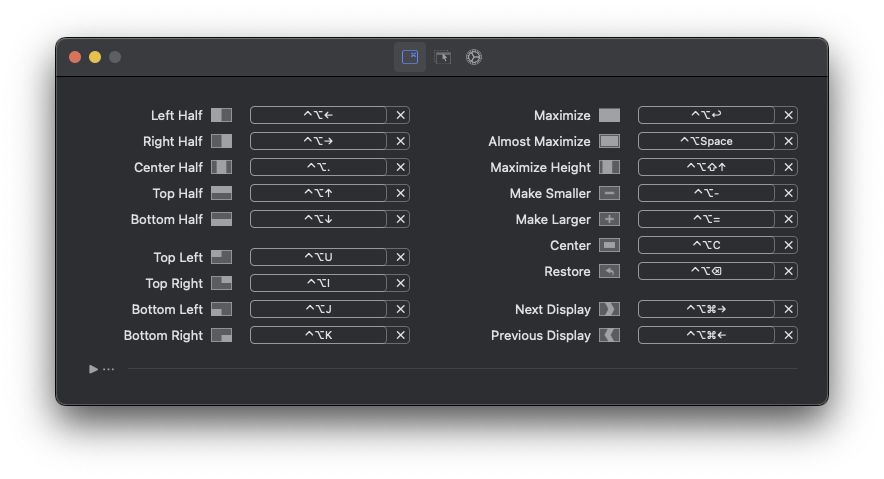 Left Half ^⌥←
Right Half ^⌥→
Center Half ^⌥.
Top Half ^⌥↑
Bottom Half ^⌥↓
Top Left ^⌥U
Top Right ^⌥I
Bottom Left ^⌥J
Bottom Right ^⌥K
...
Maximize ^⌥↩
Almost Maximize ^⌥Space
Maximize Height ^⌥⇧↑
Make Smaller ^⌥-
Make Larger ^⌥=
Center ^⌥C
Restore ^⌥⌫
Next Display ^⌥⌘→
Previous Display ^⌥⌘←